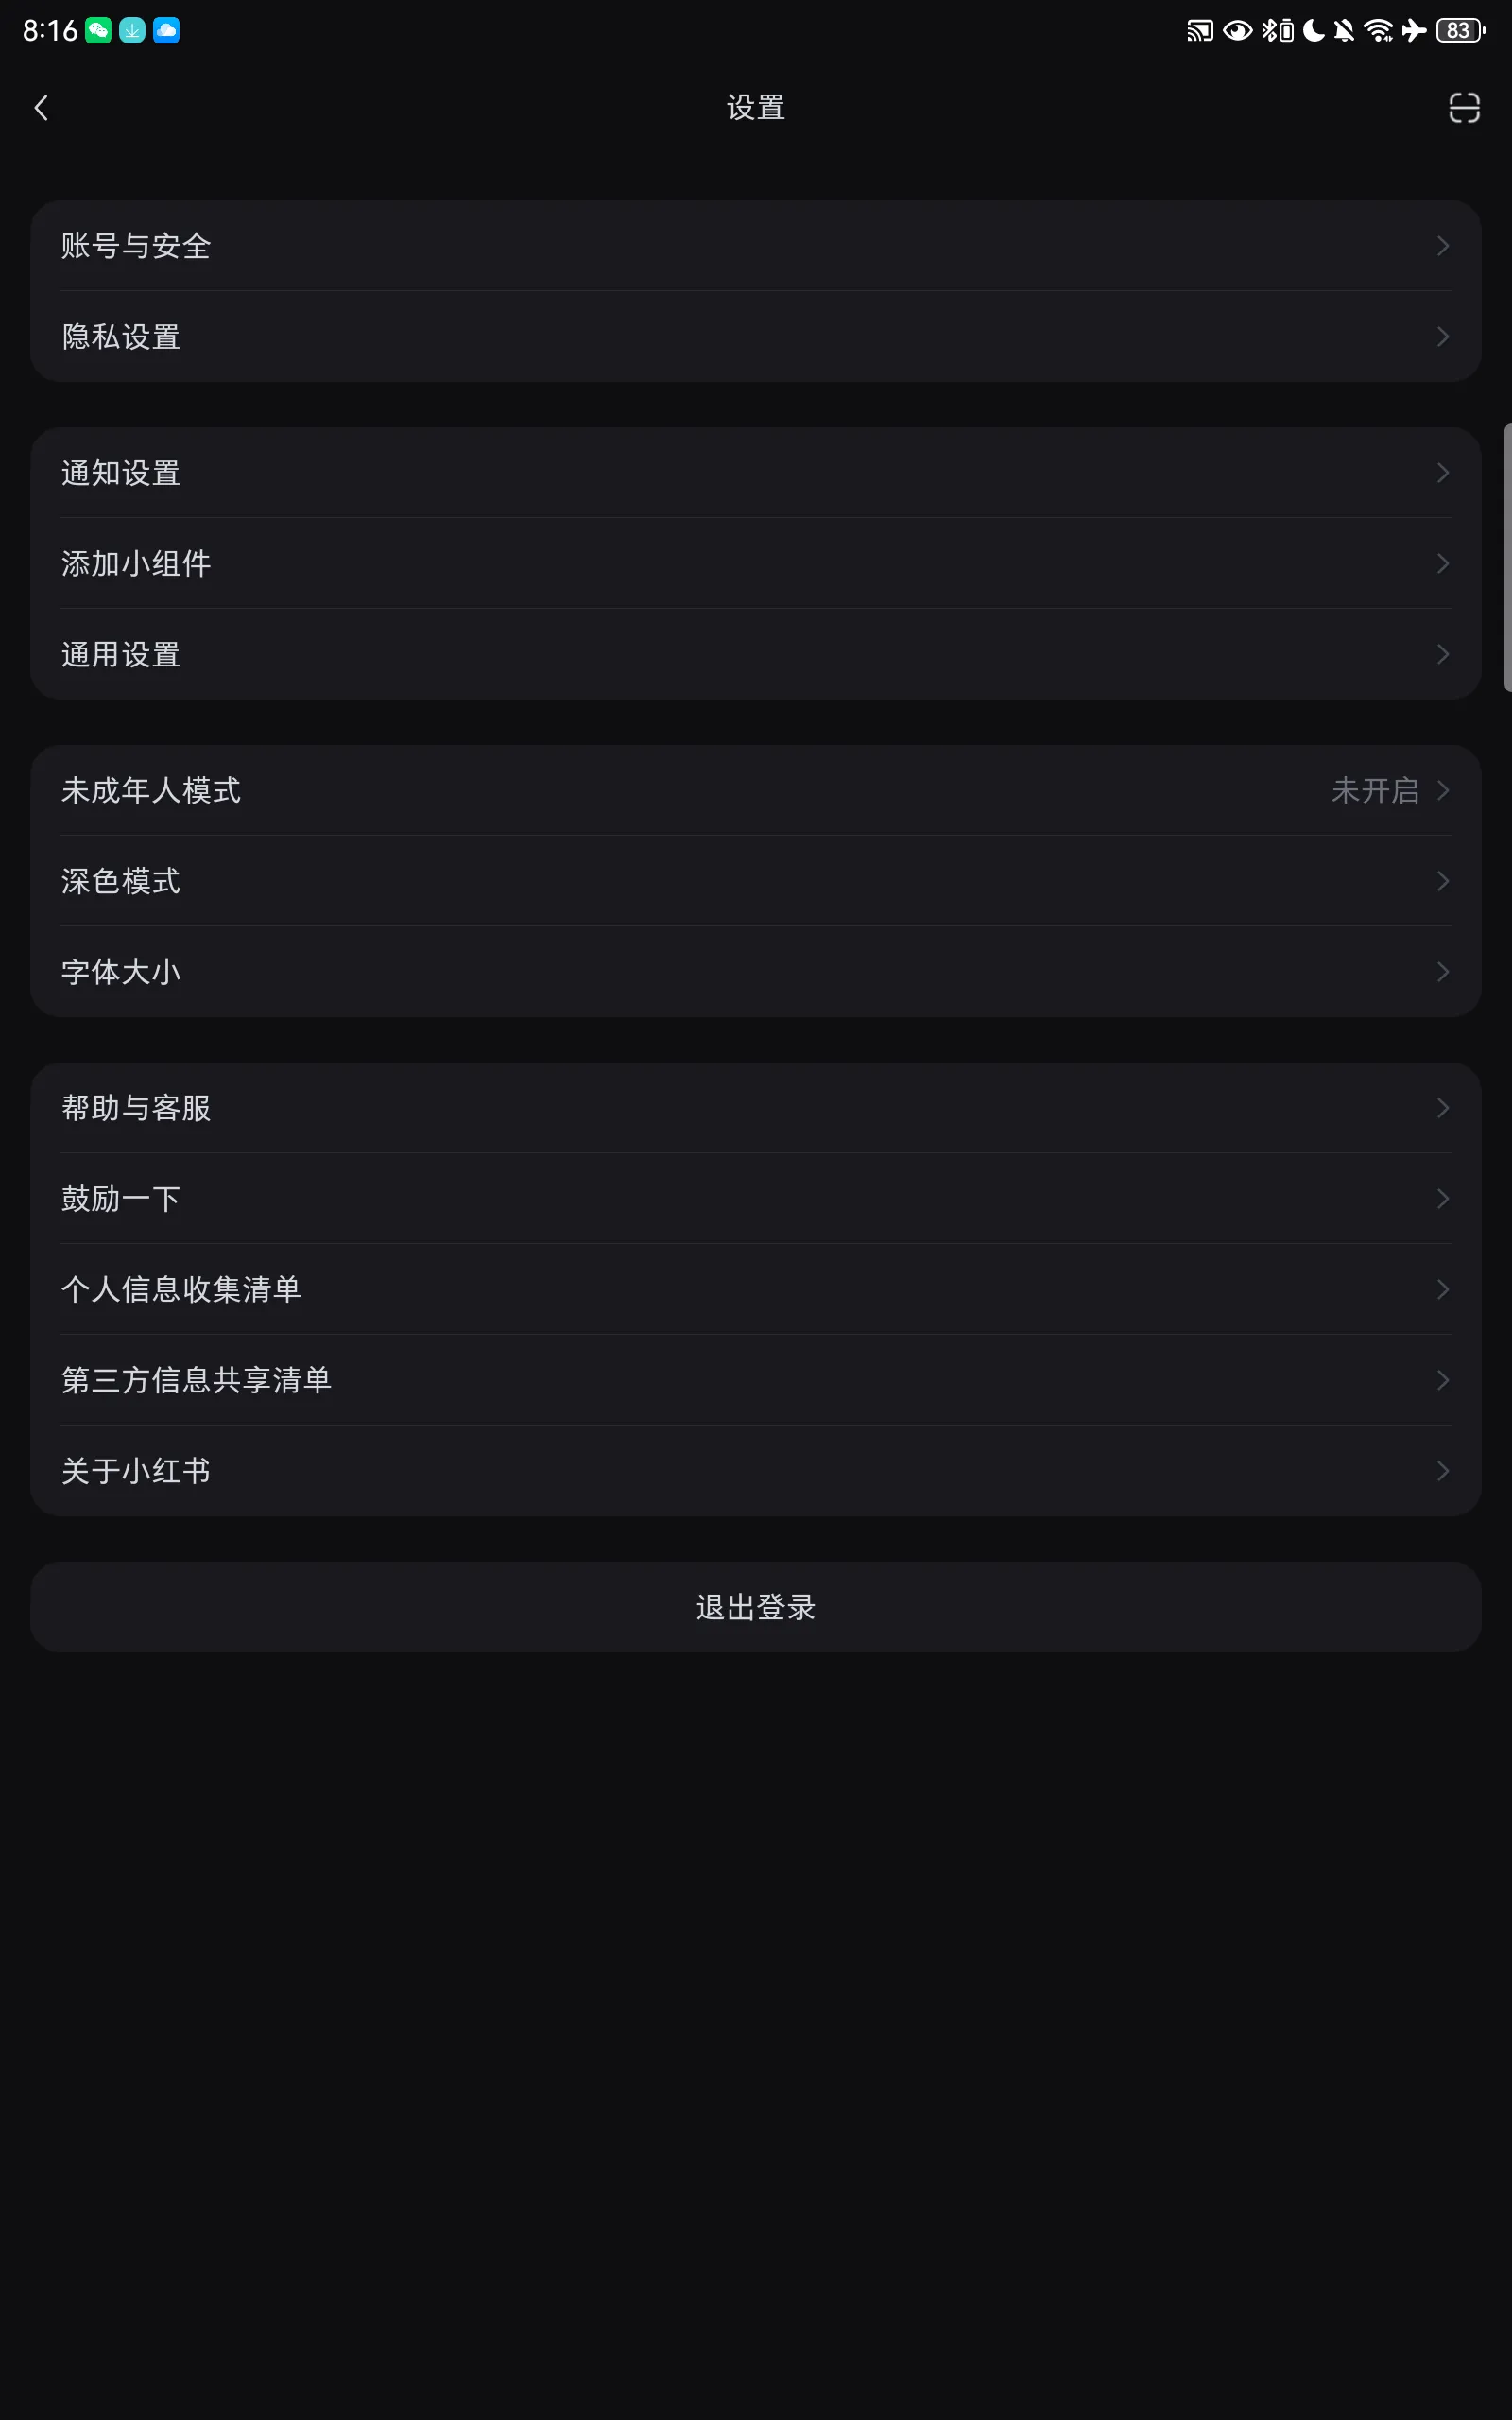 8:16
83
设置
账号与安全
隐私设置
通知设置
添加小组件
通用设置
未成年人模式 未开启
深色模式
字体大小
帮助与客服
鼓励一下
个人信息收集清单
第三方信息共享清单
关于小红书
退出登录